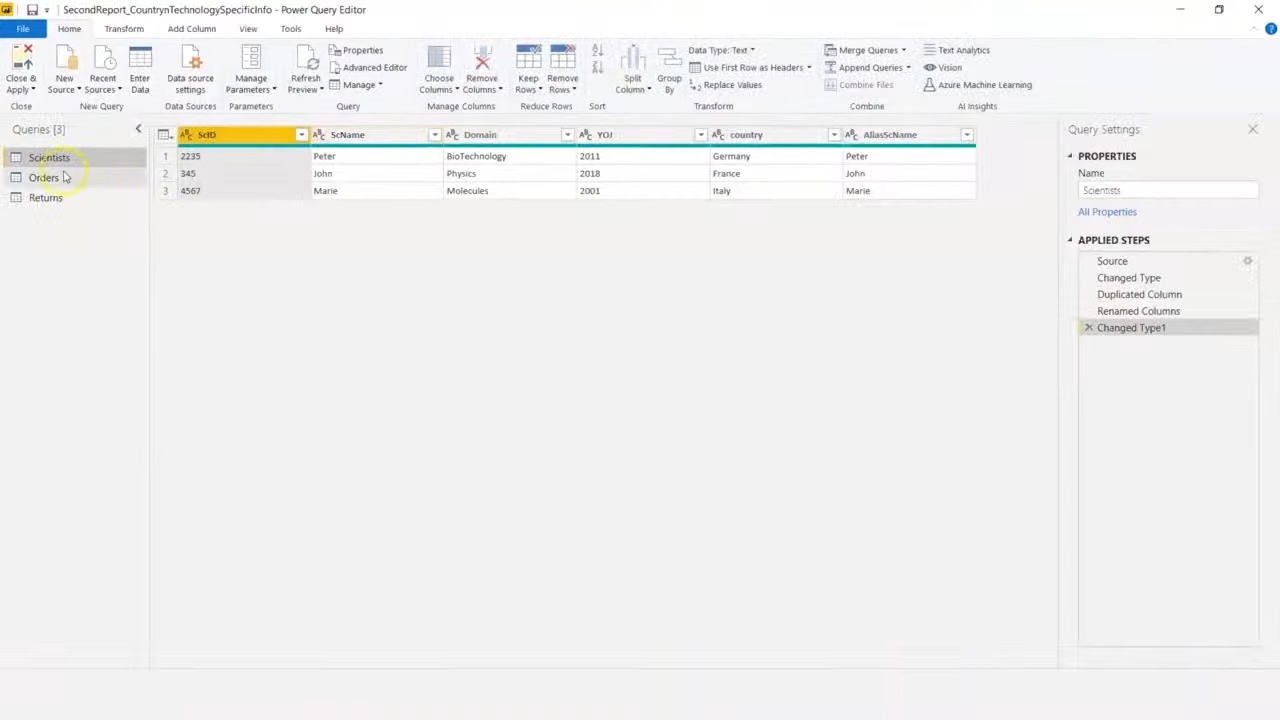 SecondReport_CountrynTechnologySpecificInfo - Power Query Editor
File Home Transform Add Column View Tools Help
Close & Apply
New Source
Recent Sources
Enter Data
Data source settings
Manage Parameters
Refresh Preview
Properties
Advanced Editor
Manage
Choose Columns
Remove Columns
Keep Rows
Remove Rows
Split Column
Group By
Data Type: Text
Use First Row as Headers
Replace Values
Merge Queries
Append Queries
Combine Files
Text Analytics
Vision
Azure Machine Learning
Close New Query Data Sources Parameters Query Manage Columns Reduce Rows Sort Transform Combine AI Insights
Queries [3]
Scientists
Orders
Returns
ABC ScID ABC ScName ABC Domain ABC YOJ ABC country ABC AliasScName
1 2235 Peter BioTechnology 2011 Germany Peter
2 345 John Physics 2018 France John
3 4567 Marie Molecules 2001 Italy Marie
Query Settings
PROPERTIES
Name
Scientists
All Properties
APPLIED STEPS
Source
Changed Type
Duplicated Column
Renamed Columns
Changed Type1